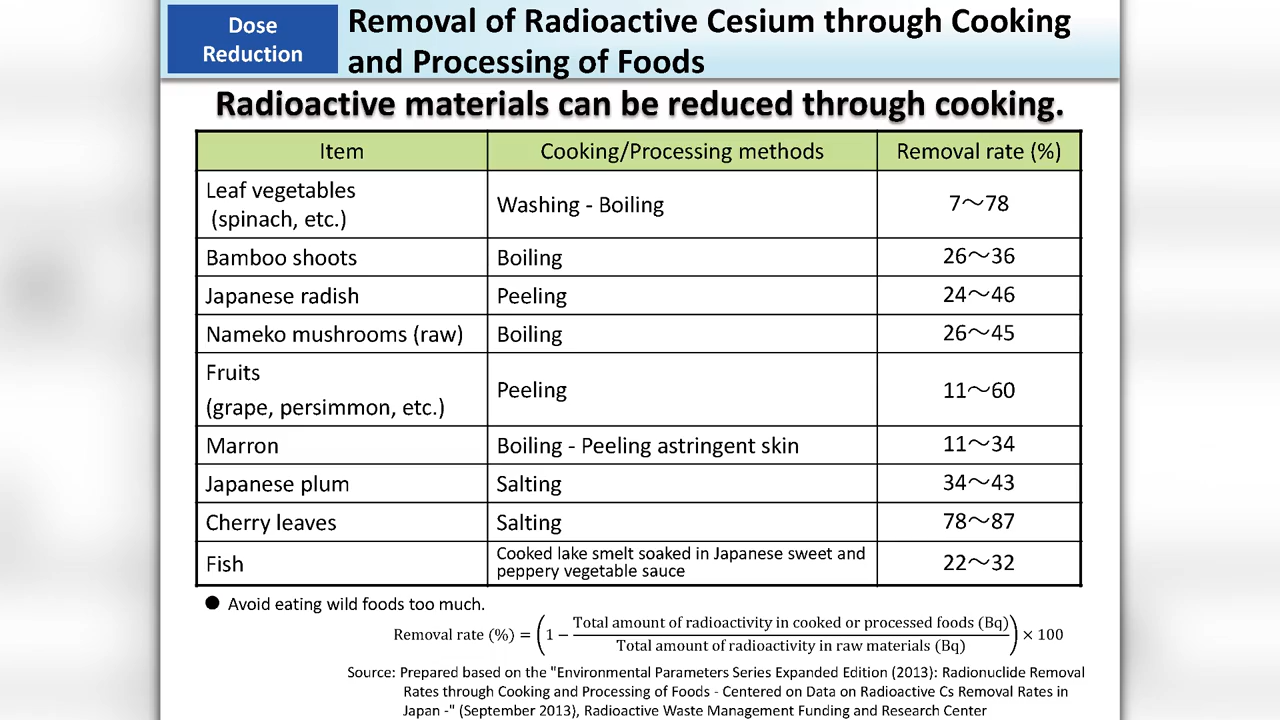 Dose
Reduction
Removal of Radioactive Cesium through Cooking
and Processing of Foods
Radioactive materials can be reduced through cooking.
Item Cooking/Processing methods Removal rate (%)
Leaf vegetables
(spinach, etc.)
Washing - Boiling
7～78
Bamboo shoots Boiling 26～36
Japanese radish Peeling 24～46
Nameko mushrooms (raw) Boiling 26～45
Fruits
(grape, persimmon, etc.)
Peeling
11～60
Marron Boiling - Peeling astringent skin 11～34
Japanese plum Salting 34～43
Cherry leaves Salting 78～87
Fish
Cooked lake smelt soaked in Japanese sweet and
peppery vegetable sauce
22～32
● Avoid eating wild foods too much.
Removal rate (%) = (1 − Total amount of radioactivity in cooked or processed foods (Bq) / Total amount of radioactivity in raw materials (Bq)) × 100
Source: Prepared based on the "Environmental Parameters Series Expanded Edition (2013): Radionuclide Removal
Rates through Cooking and Processing of Foods - Centered on Data on Radioactive Cs Removal Rates in
Japan -" (September 2013), Radioactive Waste Management Funding and Research Center